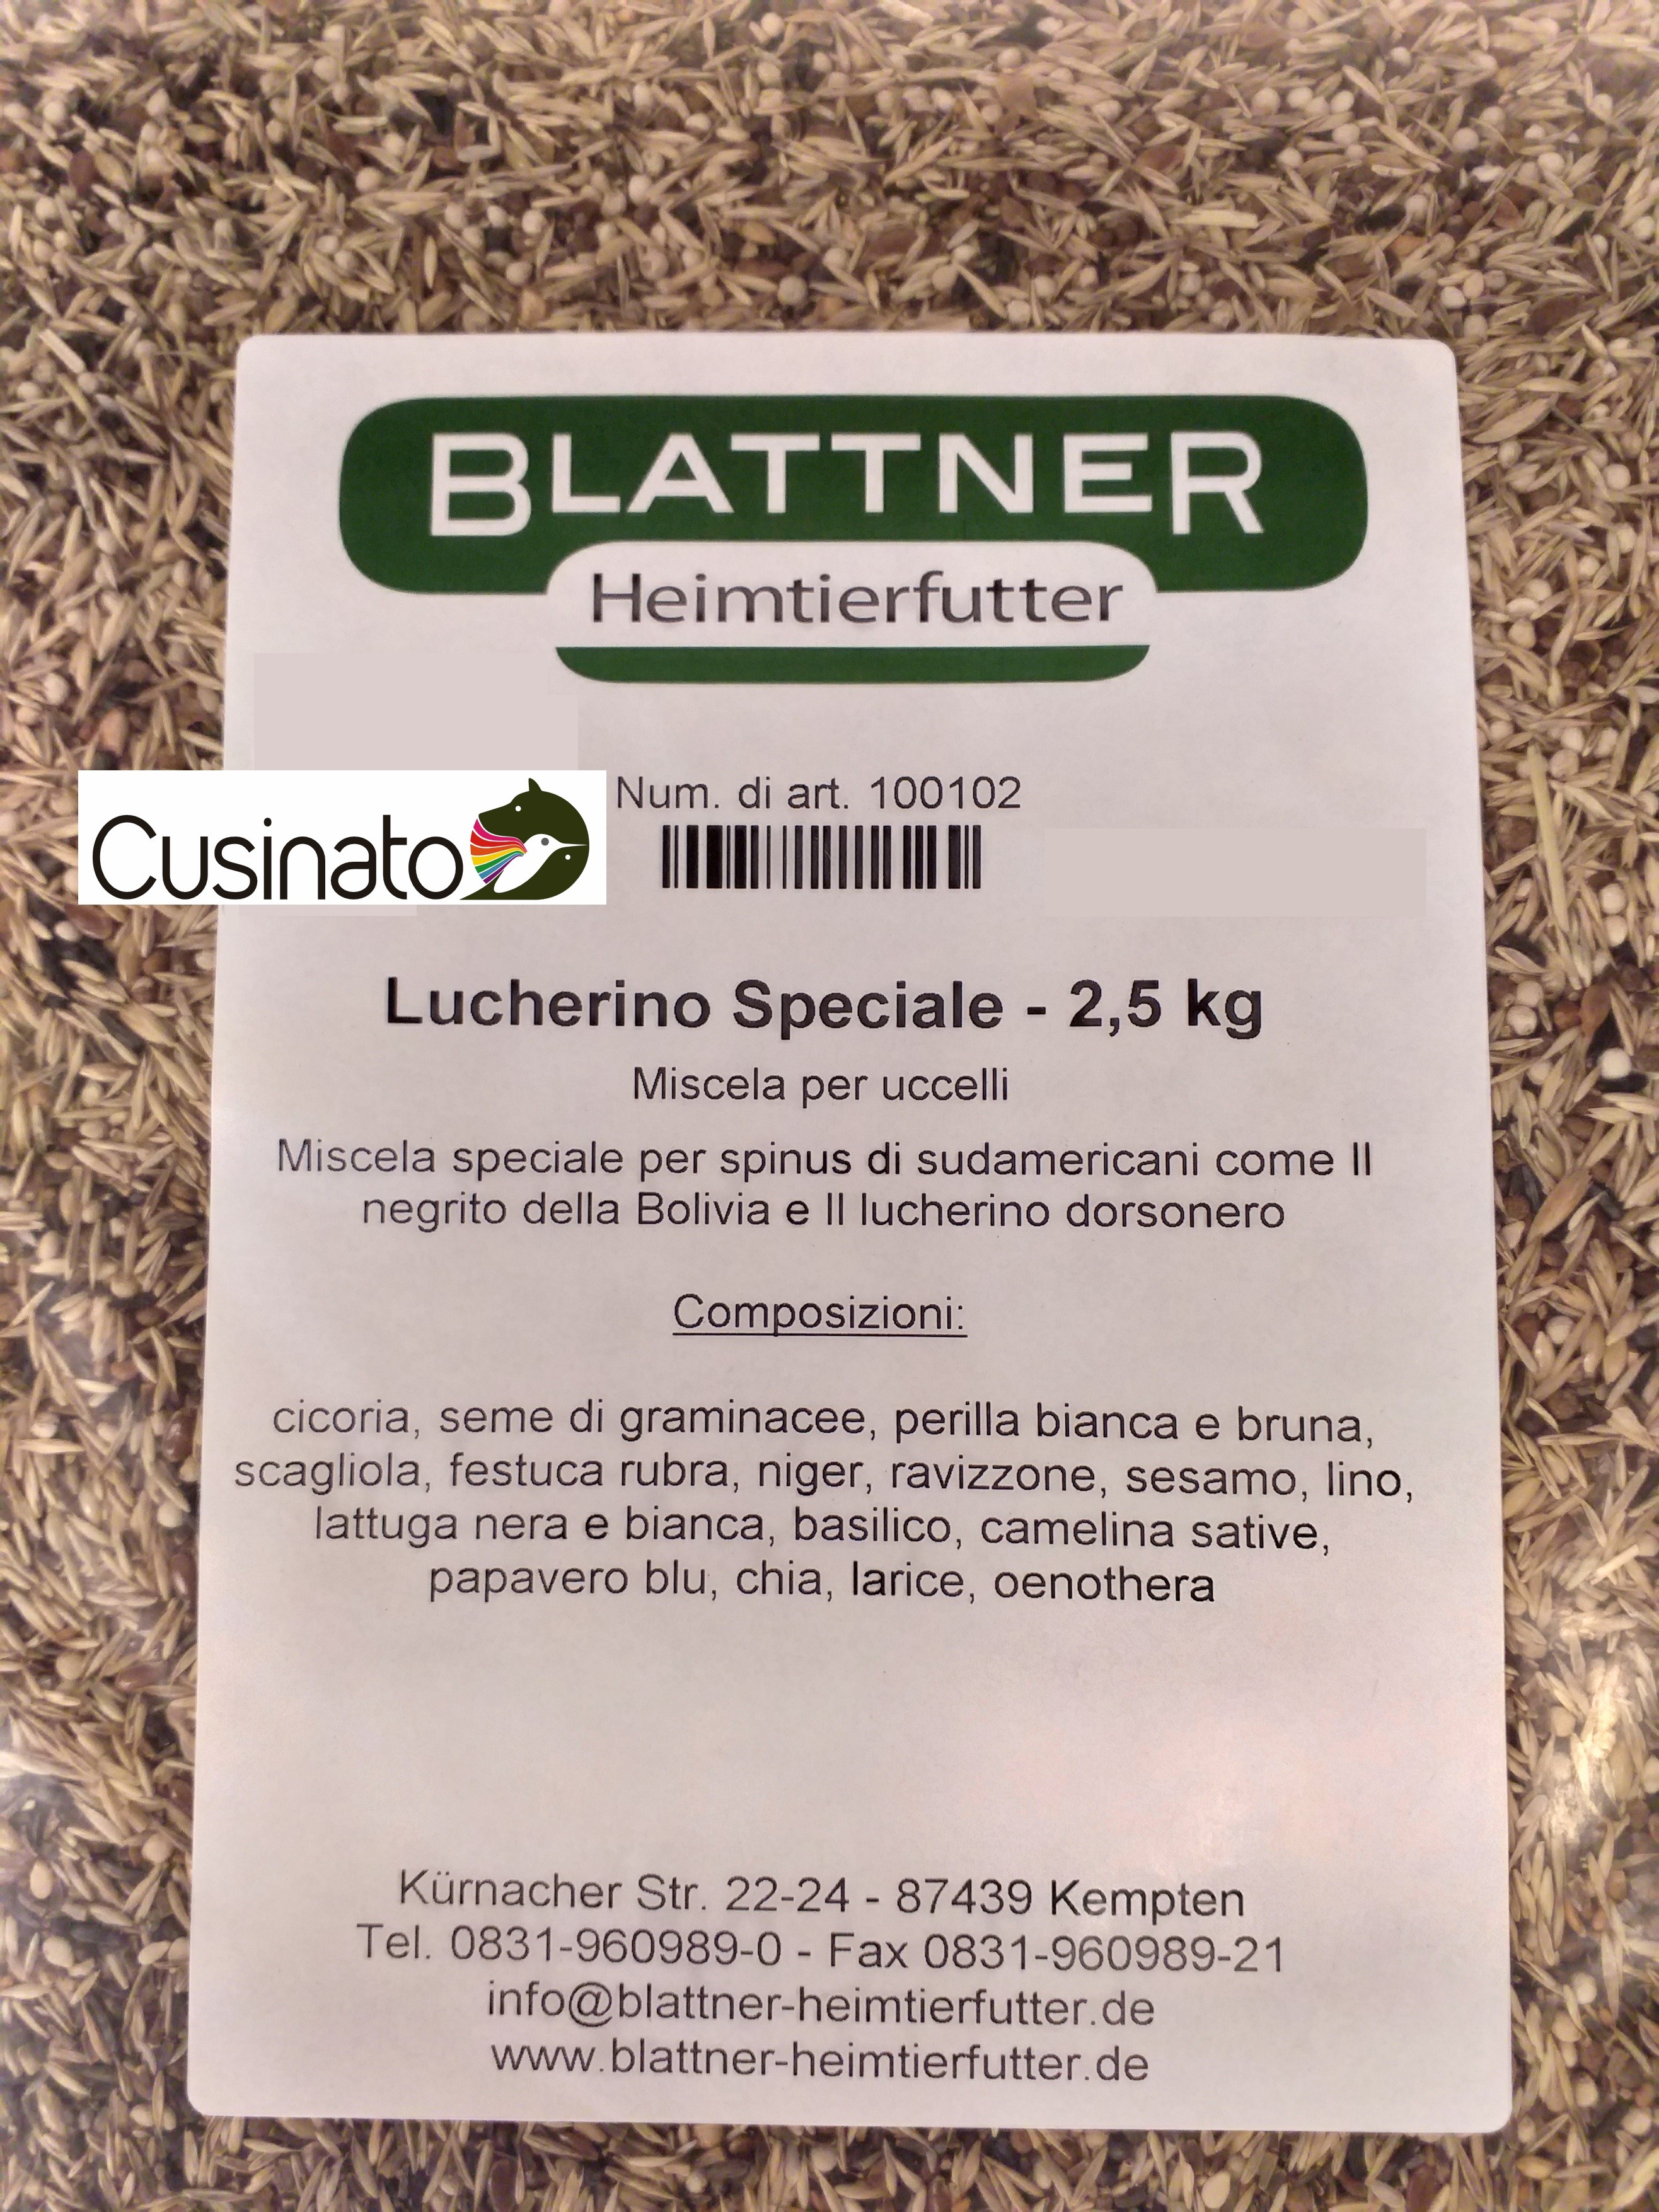 BLATTNER
Heimtierfutter
Cusinato
Num. di art. 100102
Lucherino Speciale - 2,5 kg
Miscela per uccelli
Miscela speciale per spinus di sudamericani come Il
negrito della Bolivia e Il lucherino dorsonero
Composizioni:
cicoria, seme di graminacee, perilla bianca e bruna,
scagliola, festuca rubra, niger, ravizzone, sesamo, lino,
lattuga nera e bianca, basilico, camelina sative,
papavero blu, chia, larice, oenothera
Kürnacher Str. 22-24 - 87439 Kempten
Tel. 0831-960989-0 - Fax 0831-960989-21
info@blattner-heimtierfutter.de
www.blattner-heimtierfutter.de